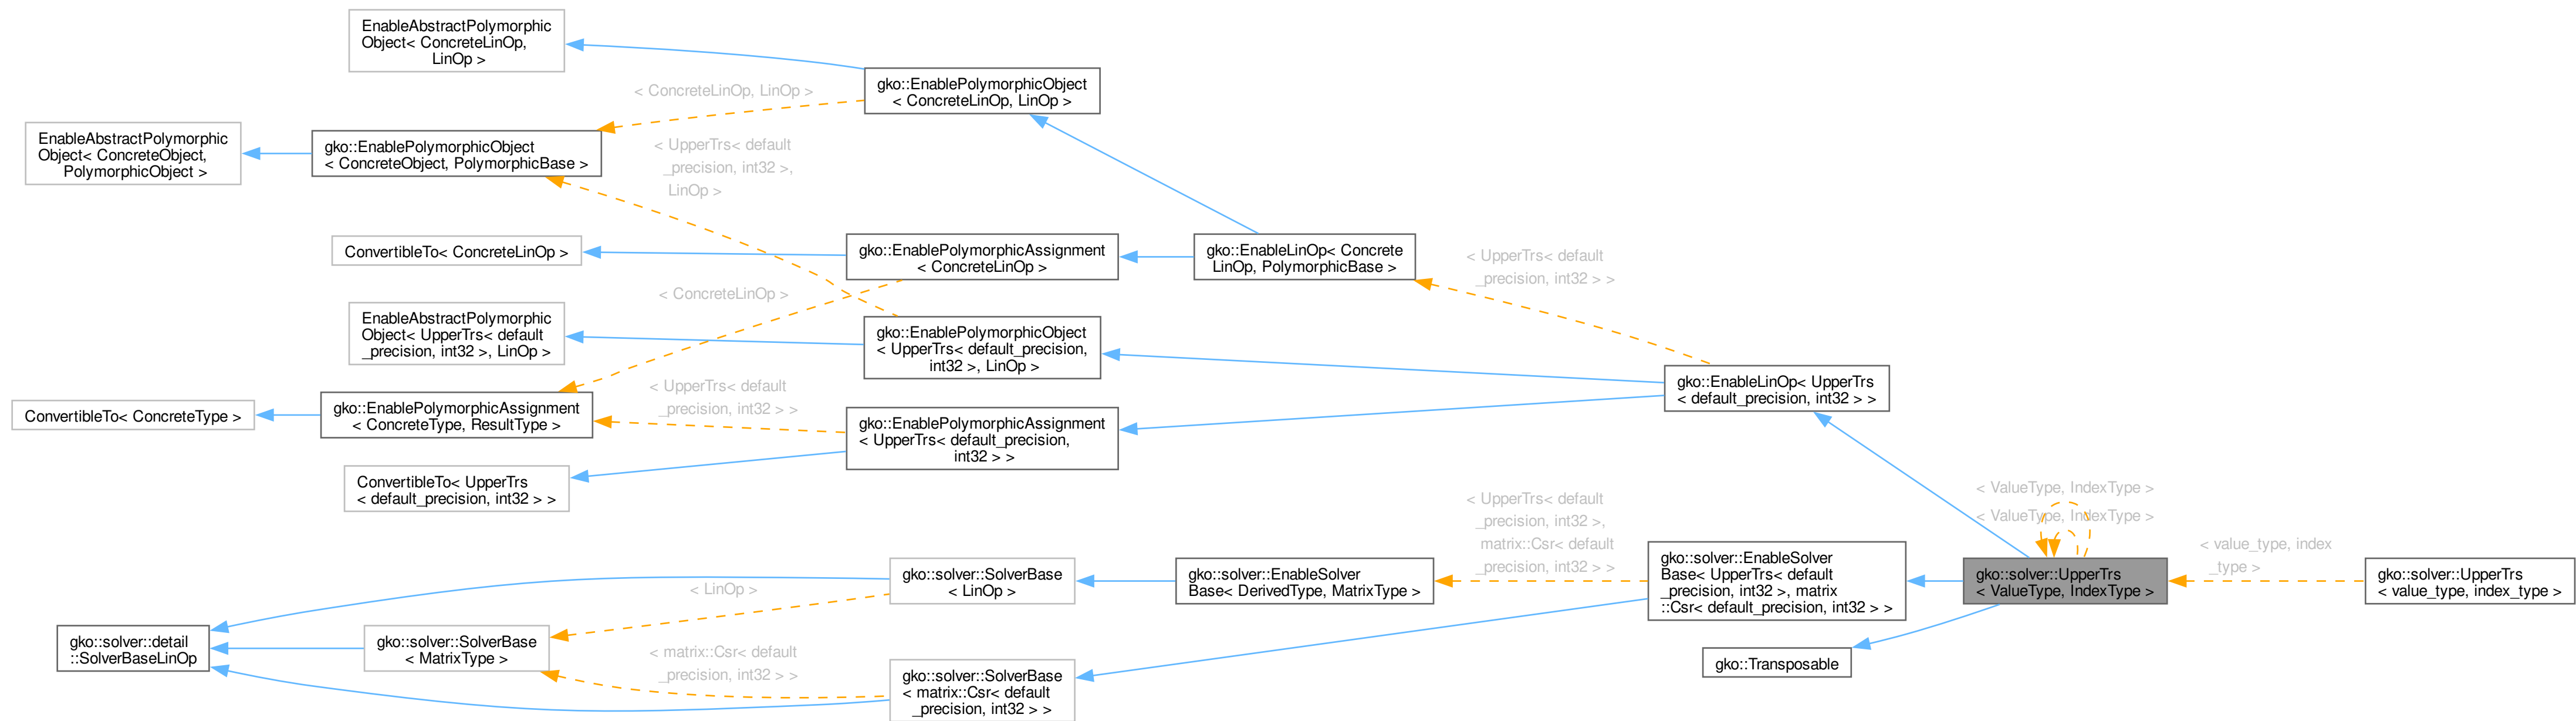 EnableAbstractPolymorphic
Object< ConcreteLinOp,
LinOp >
gko::EnablePolymorphicObject
< ConcreteLinOp, LinOp >
< ConcreteLinOp, LinOp >
EnableAbstractPolymorphic
Object< ConcreteObject,
PolymorphicObject >
gko::EnablePolymorphicObject
< ConcreteObject, PolymorphicBase >
< UpperTrs< default
_precision, int32 >,
LinOp >
ConvertibleTo< ConcreteLinOp >
gko::EnablePolymorphicAssignment
< ConcreteLinOp >
gko::EnableLinOp< Concrete
LinOp, PolymorphicBase >
< UpperTrs< default
_precision, int32 > >
< ConcreteLinOp >
EnableAbstractPolymorphic
Object< UpperTrs< default
_precision, int32 >, LinOp >
gko::EnablePolymorphicObject
< UpperTrs< default_precision,
int32 >, LinOp >
gko::EnableLinOp< UpperTrs
< default_precision, int32 > >
ConvertibleTo< ConcreteType >
gko::EnablePolymorphicAssignment
< ConcreteType, ResultType >
< UpperTrs< default
_precision, int32 > >
gko::EnablePolymorphicAssignment
< UpperTrs< default_precision,
int32 > >
ConvertibleTo< UpperTrs
< default_precision, int32 > >
< UpperTrs< default
_precision, int32 >,
matrix::Csr< default
_precision, int32 > >
< ValueType, IndexType >
< ValueType, IndexType >
gko::solver::SolverBase
< LinOp >
gko::solver::EnableSolver
Base< DerivedType, MatrixType >
gko::solver::EnableSolver
Base< UpperTrs< default
_precision, int32 >, matrix
::Csr< default_precision, int32 > >
gko::solver::UpperTrs
< ValueType, IndexType >
< value_type, index
_type >
gko::solver::UpperTrs
< value_type, index_type >
< LinOp >
gko::solver::detail
::SolverBaseLinOp
gko::solver::SolverBase
< MatrixType >
< matrix::Csr< default
_precision, int32 > >
gko::solver::SolverBase
< matrix::Csr< default
_precision, int32 > >
gko::Transposable